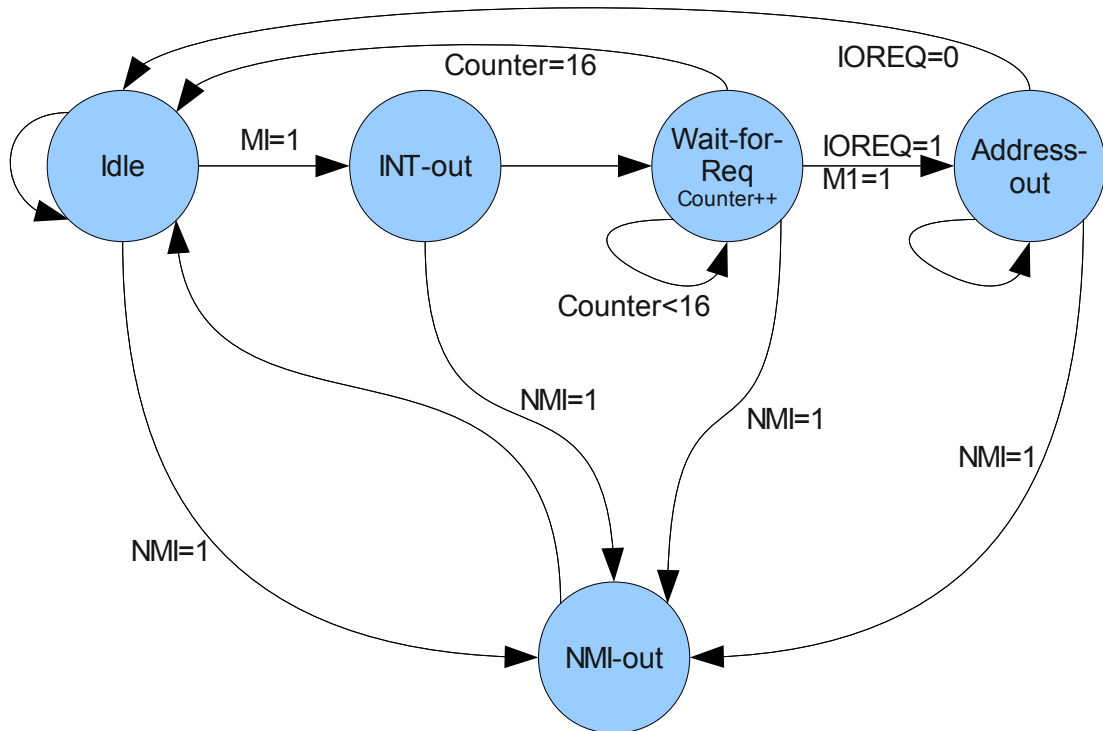 IOREQ=0
Counter=16
MI=1
Idle
INT-out
Wait-for-
Req
Counter++
IOREQ=1
M1=1
Address-
out
Counter<16
NMI=1
NMI=1
NMI=1
NMI=1
NMI-out